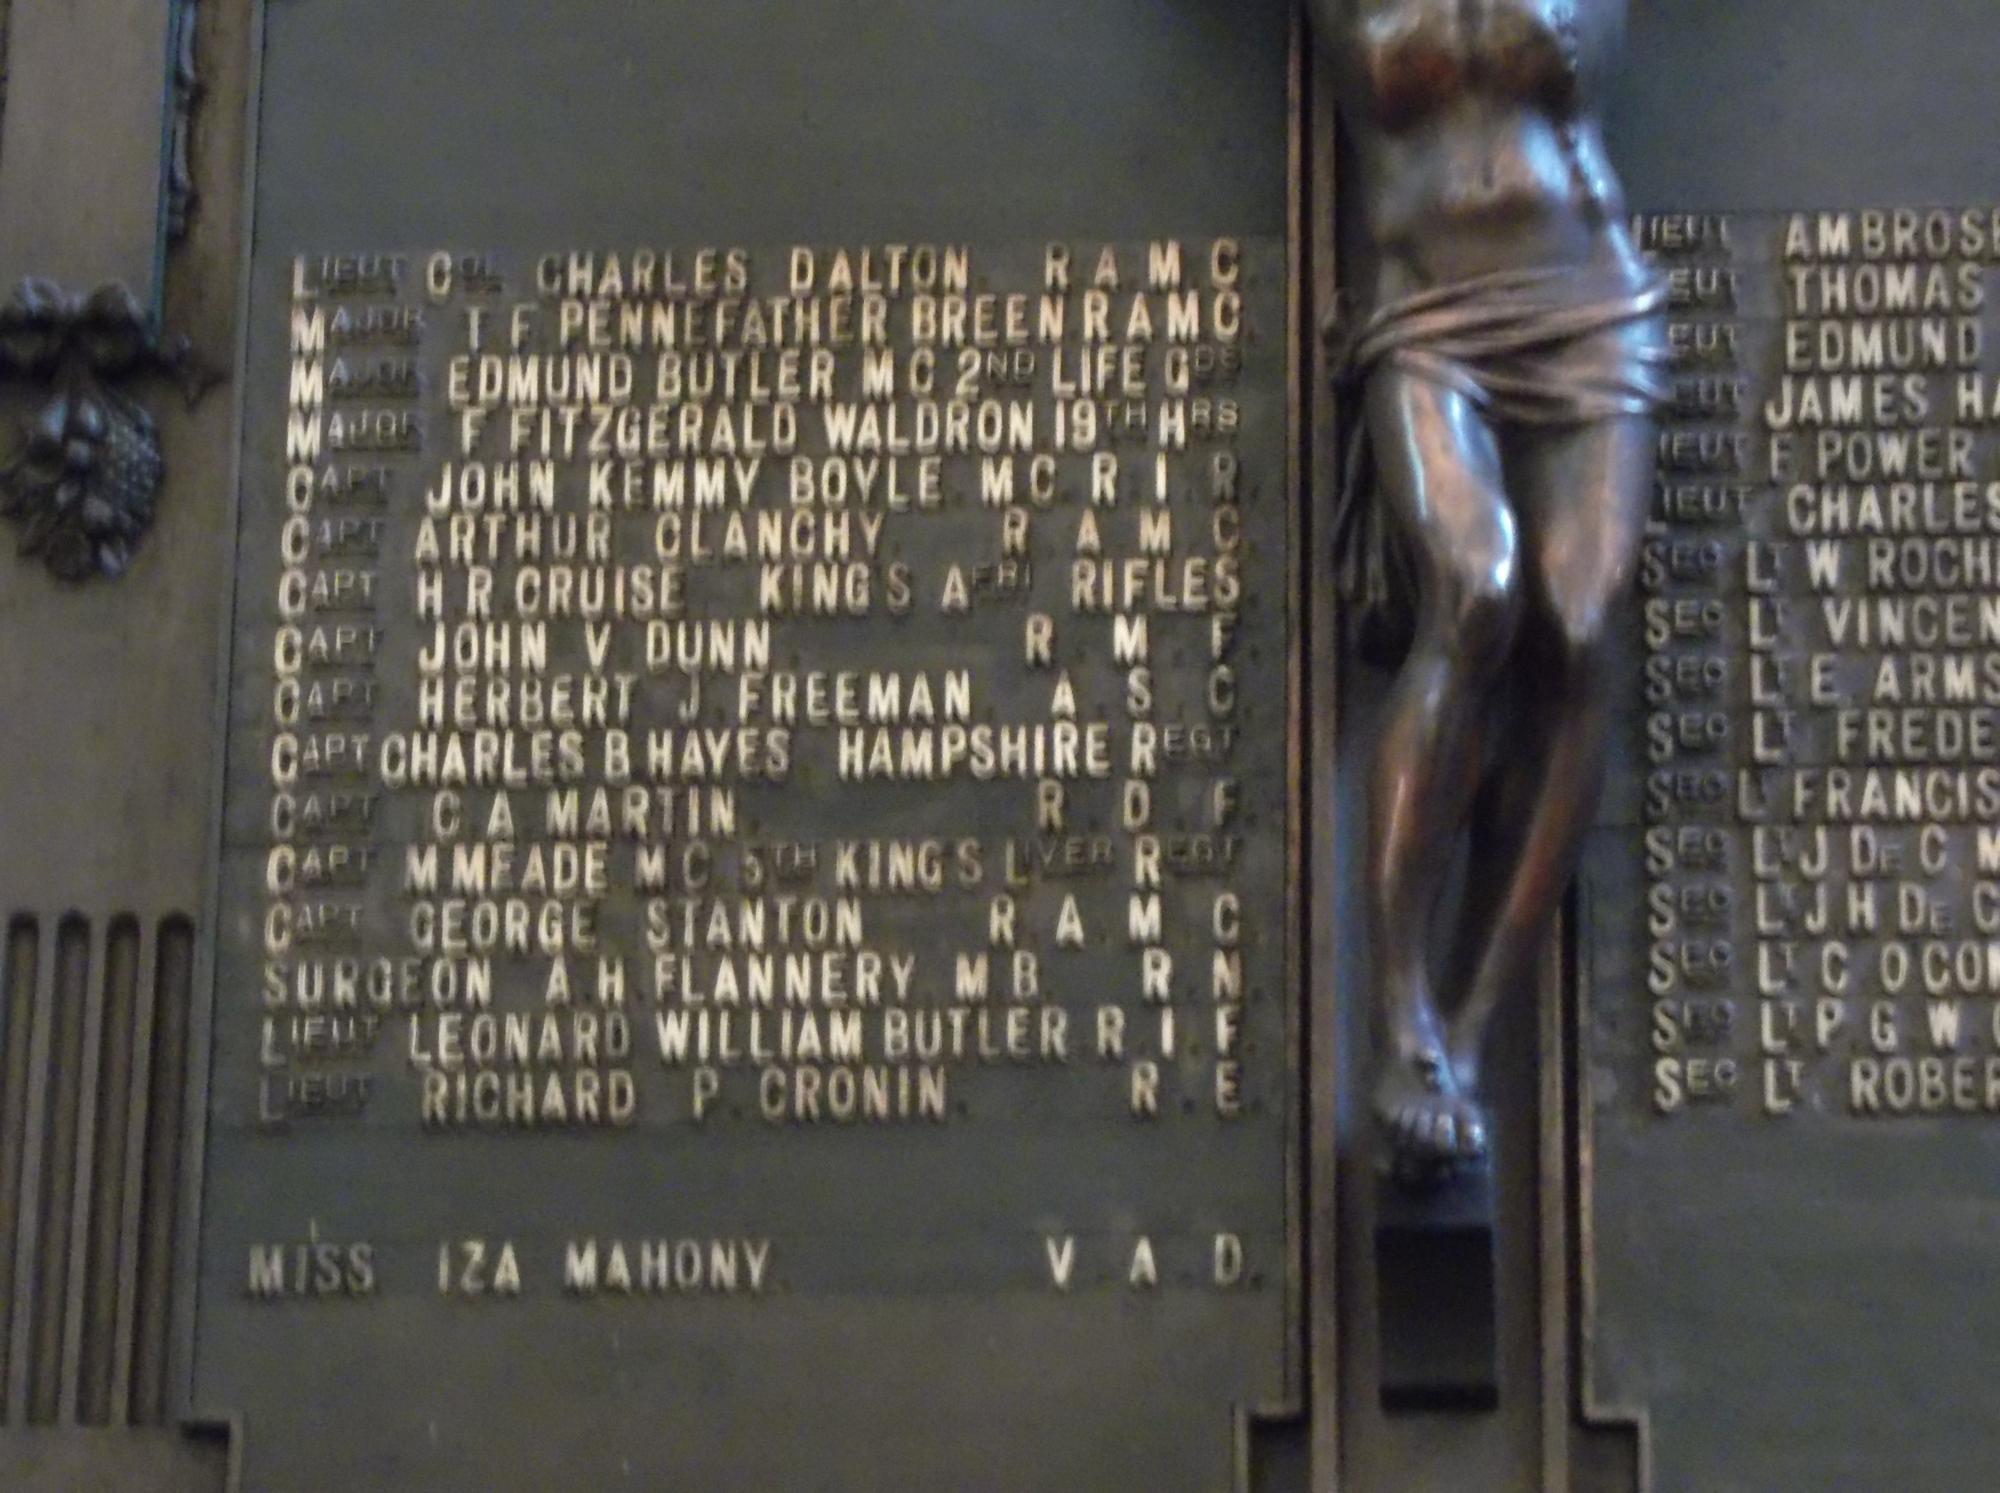 LIEUT COL CHARLES DALTON. R.A.M.C.
MAJOR T.F. PENNEFATHER BREEN R.A.M.C.
MAJOR EDMUND BUTLER M.C. 2ND LIFE GDS
MAJOR F. FITZGERALD WALDRON 19TH HRS
CAPT JOHN KEMMY BOYLE. M.C. R.I.R.
CAPT ARTHUR CLANCHY. R.A.M.C.
CAPT H.R. CRUISE KING'S AFRI RIFLES
CAPT JOHN V. DUNN. R.M.F.
CAPT HERBERT J. FREEMAN. A.S.C.
CAPT CHARLES B. HAYES HAMPSHIRE REGT
CAPT C.A. MARTIN. R.D.F.
CAPT M. MEADE M.C. 5TH KING'S LIVER REGT
CAPT GEORGE STANTON R.A.M.C.
SURGEON A.H. FLANNERY. M.B. R.N.
LIEUT LEONARD WILLIAM BUTLER R.I.F.
LIEUT RICHARD P. CRONIN. R.E.
MISS IZA MAHONY. V.A.D.
LIEUT AMBROSE
LIEUT THOMAS
LIEUT EDMUND
LIEUT JAMES
LIEUT F. POWER
LIEUT CHARLES
SEC LT W.
SEC LT
SEC LT E.
SEC LT
SEC LT FRANCIS
SEC LT J. DE C.
SEC LT J.H. DE C
SEC LT C.
SEC LT P.G.W.
SEC LT